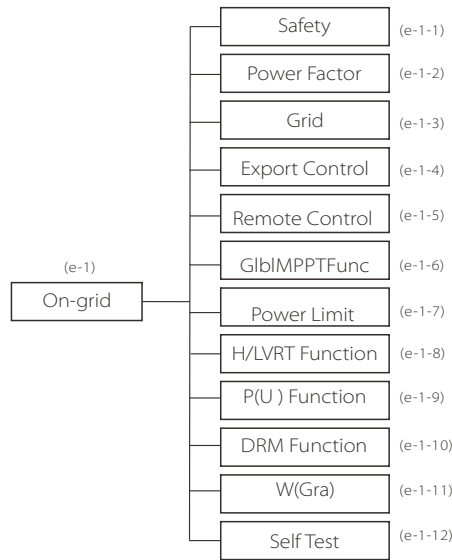 Safety (e-1-1)
Power Factor (e-1-2)
Grid (e-1-3)
Export Control (e-1-4)
Remote Control (e-1-5)
(e-1)
GlblMPPTFunc (e-1-6)
On-grid
Power Limit (e-1-7)
H/LVRT Function (e-1-8)
P(U ) Function (e-1-9)
DRM Function (e-1-10)
W(Gra) (e-1-11)
Self Test (e-1-12)